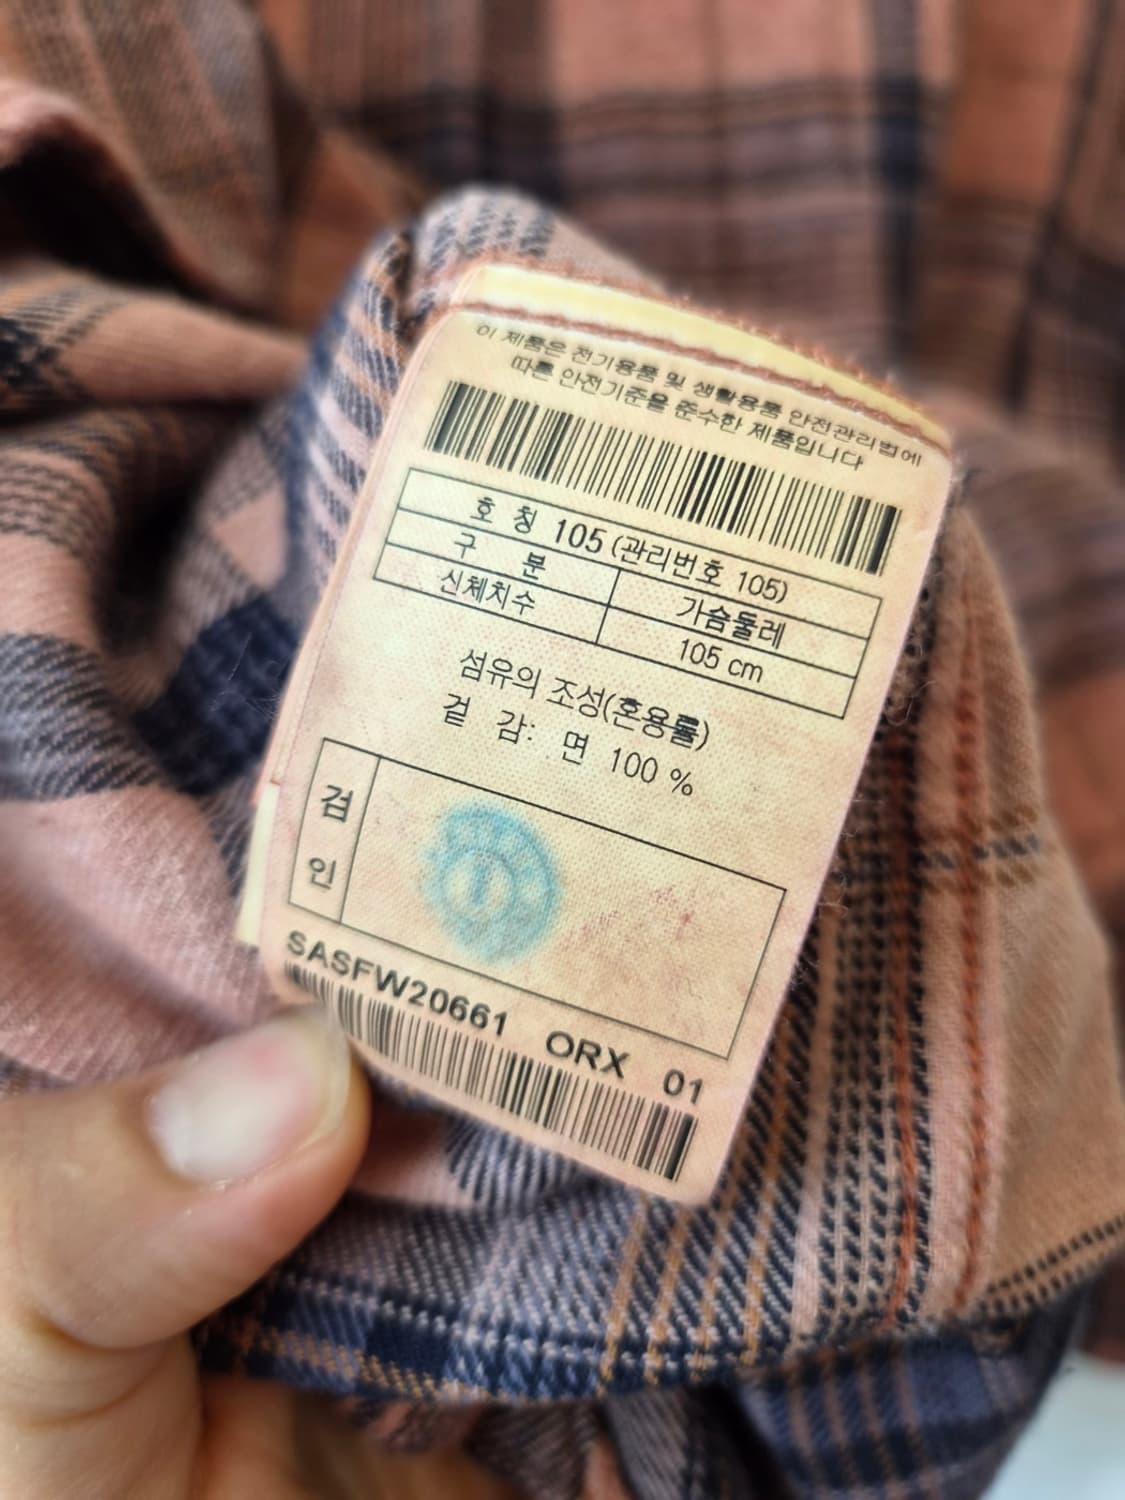 이 제품은 전기용품 및 생활용품 안전관리법에
따른 안전기준을 준수한 제품입니다
호 칭 105 (관리번호 105)
구 분 가슴둘레
신체치수 105 cm
섬유의 조성(혼용률)
겉 감: 면 100 %
검
인
SASFW20661 ORX 01